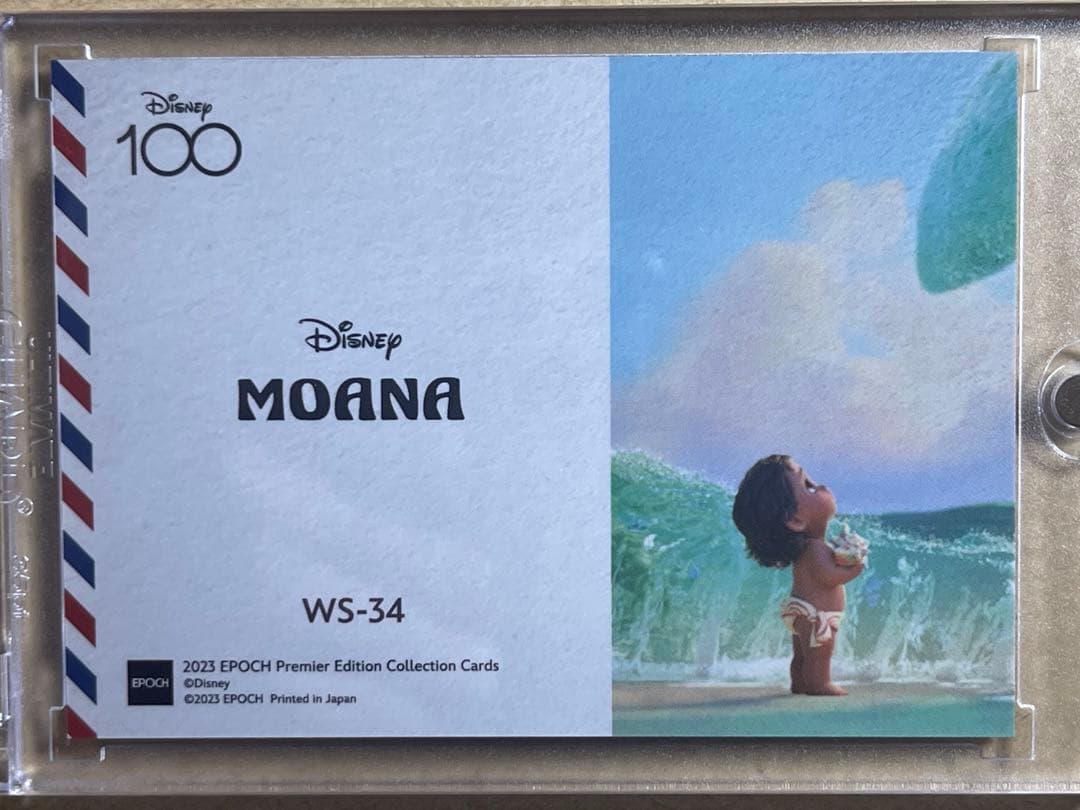 Disney
100
Disney
MOANA
WS-34
EPOCH
2023 EPOCH Premier Edition Collection Cards
©Disney
©2023 EPOCH Printed in Japan